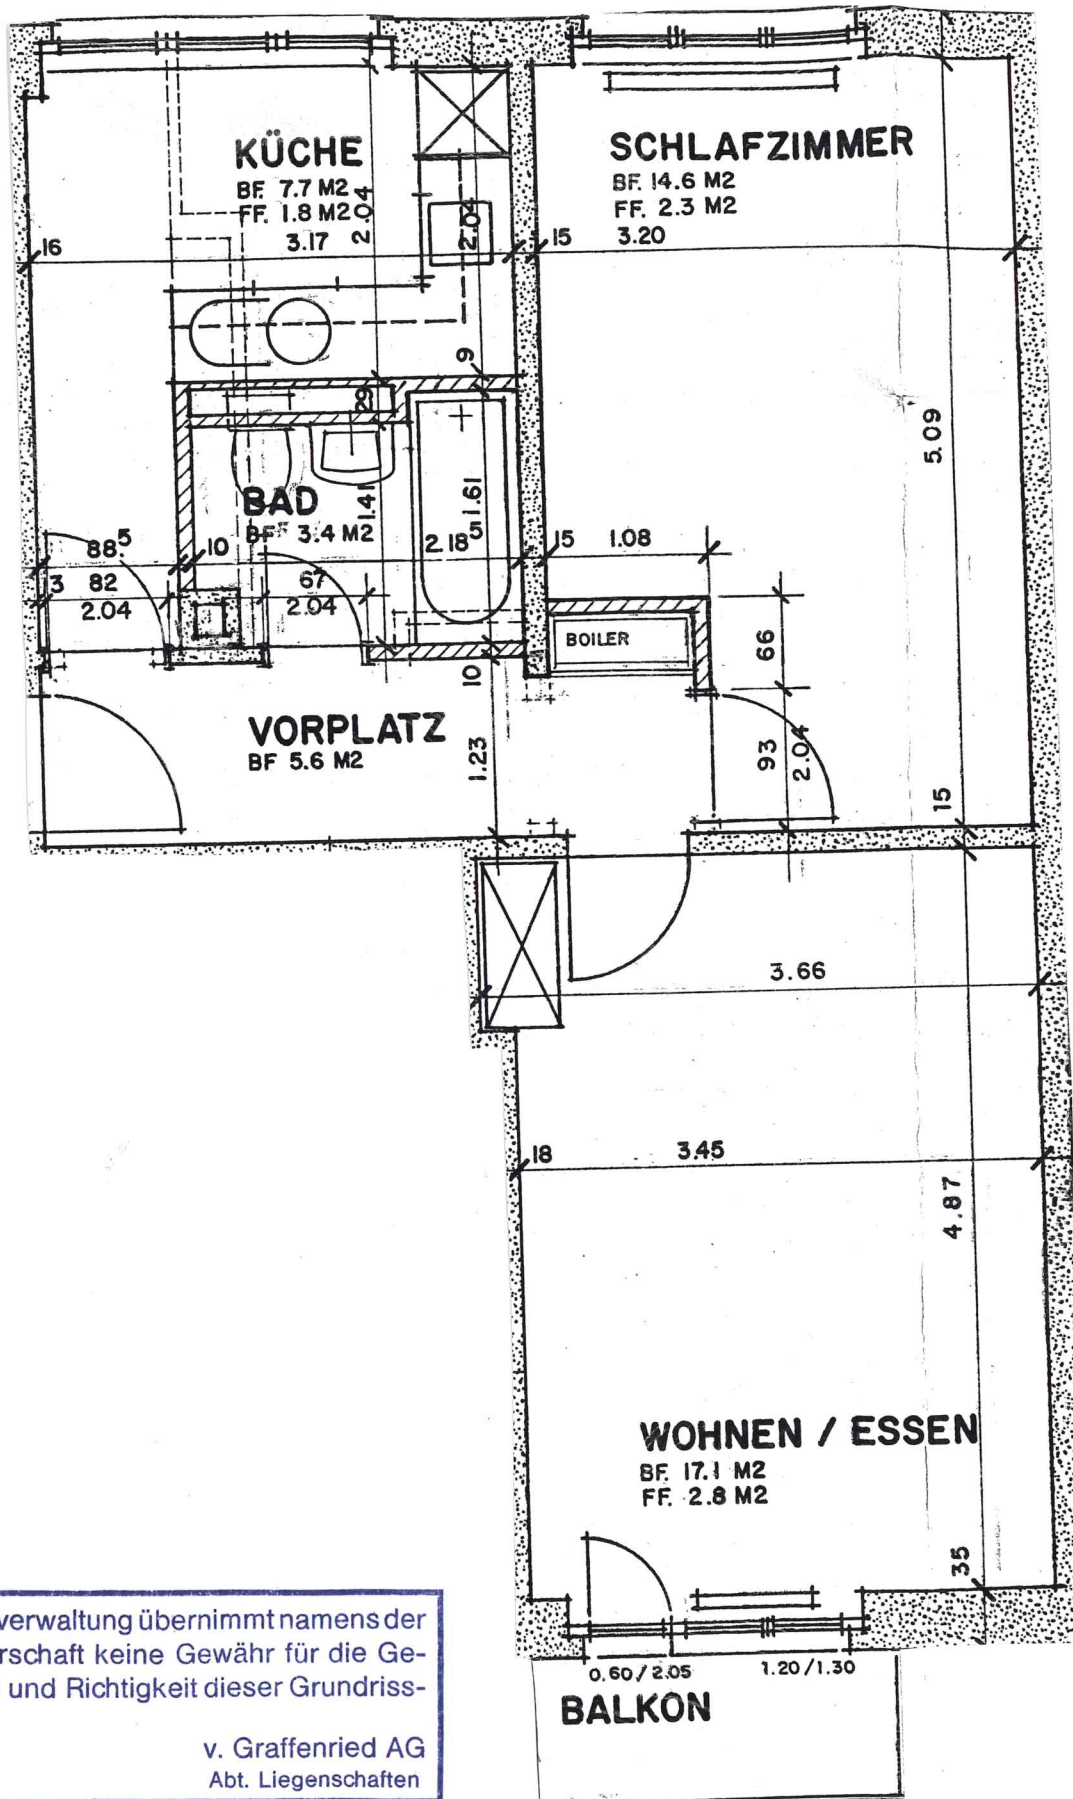 KÜCHE
BF. 7.7 M2
FF. 1.8 M2
2.04
3.17
16
2.04
SCHLAFZIMMER
BF. 14.6 M2
FF. 2.3 M2
15
3.20
5.09
9
29
BAD
BF 3.4 M2
1.41
1.61
88.5
10
2.18 5
15
1.08
3
82
2.04
67
2.04
BOILER
66
10
VORPLATZ
BF 5.6 M2
1.23
93
2.04
15
3.66
18
3.45
4.87
WOHNEN / ESSEN
BF. 17.1 M2
FF. 2.8 M2
35
0.60 / 2.05
1.20 / 1.30
BALKON
verwaltung übernimmt namens der
rschaft keine Gewähr für die Ge-
und Richtigkeit dieser Grundriss-
v. Graffenried AG
Abt. Liegenschaften